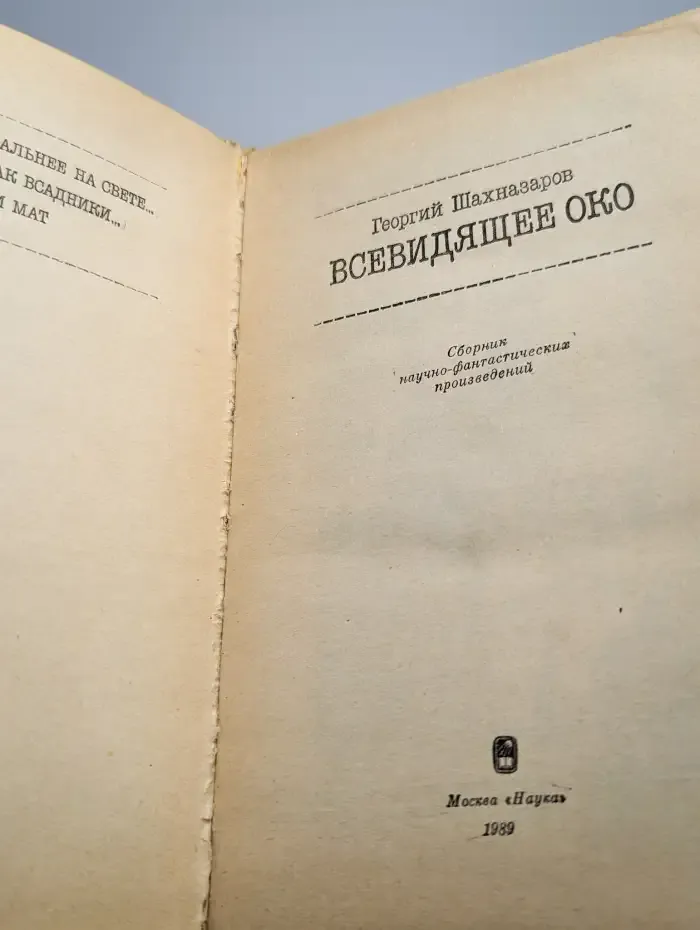 АЛЬНЕЕ НА СВЕТЕ...
АК ВСАДНИКИ...
И МАТ
Георгий Шахназаров
ВСЕВИДЯЩЕЕ ОКО
Сборник
научно-фантастических
произведений
Москва «Наука»
1989